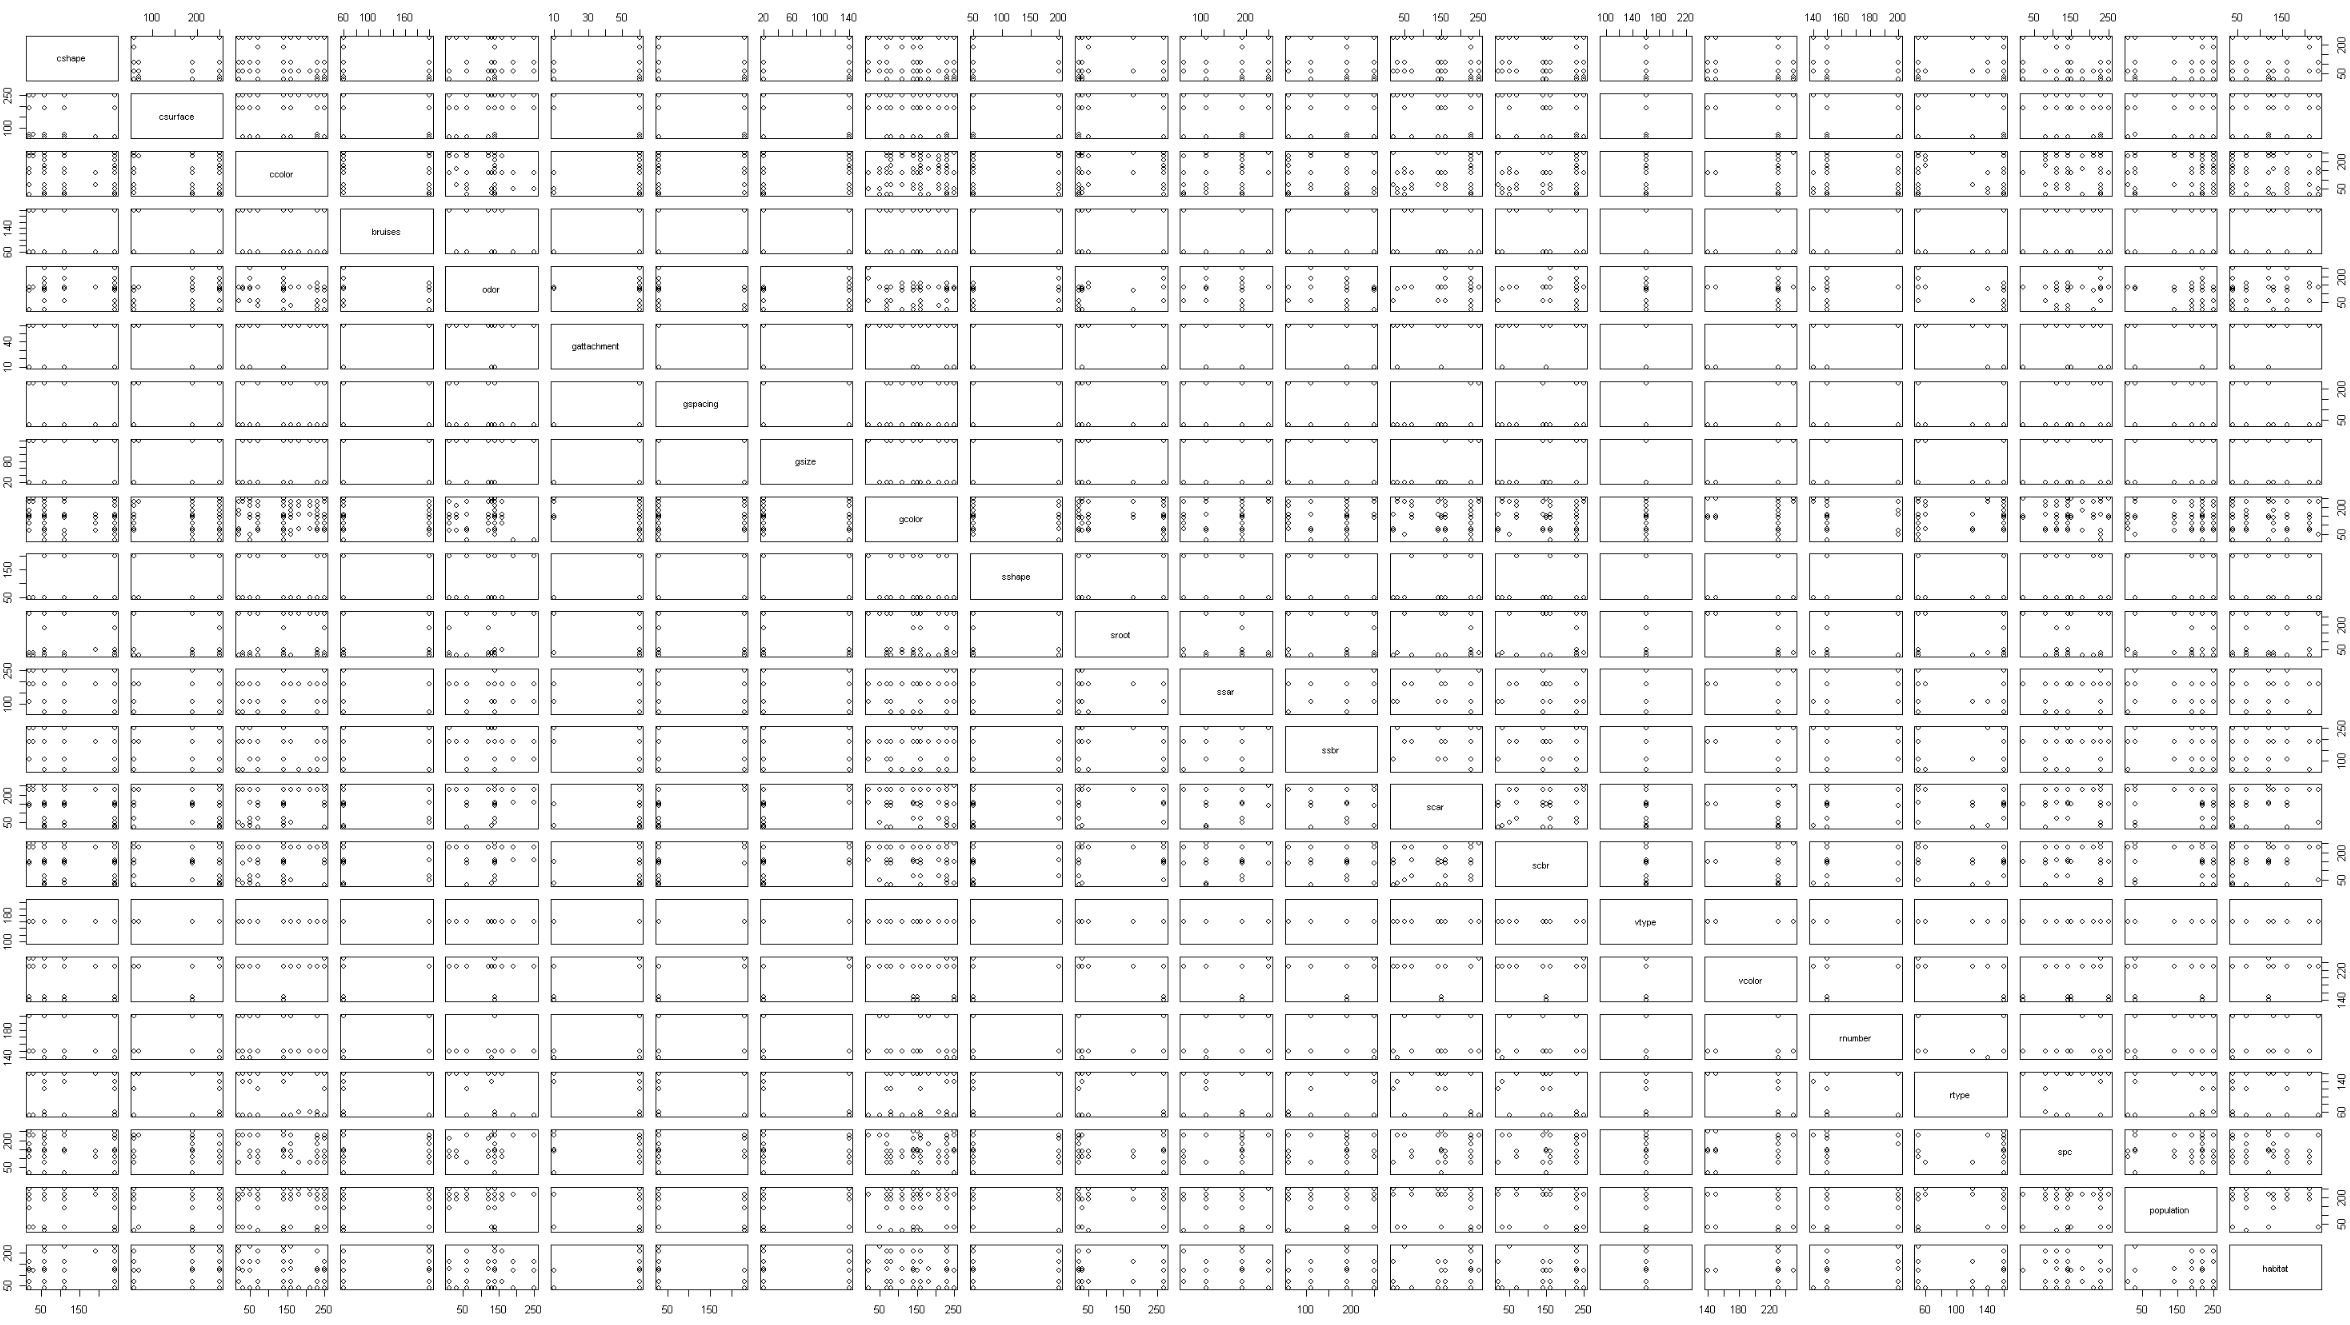 100 200 60 100 160 10 30 50 20 60 100 140 50 100 150 200 100 200 50 150 250 100 140 180 220 140 160 180 200 50 150 250 50 150
cshape 50 200
100 250 csurface
ccolor 50 200
60 140 bruises
odor 50 200
10 40 gattachment
gspacing 50 200
20 80 gsize
gcolor 50 200
50 150 sshape
sroot 50 200
100 250 ssar
ssbr 100 250
50 200 scar
scbr 50 200
100 180 vtype
vcolor 140 220
140 180 rnumber
rtype 60 140
50 200 spc
population 50 200
50 200 habitat
50 150 50 150 250 50 150 250 50 150 50 150 250 50 150 250 100 200 50 150 250 140 180 220 60 100 140 50 150 250